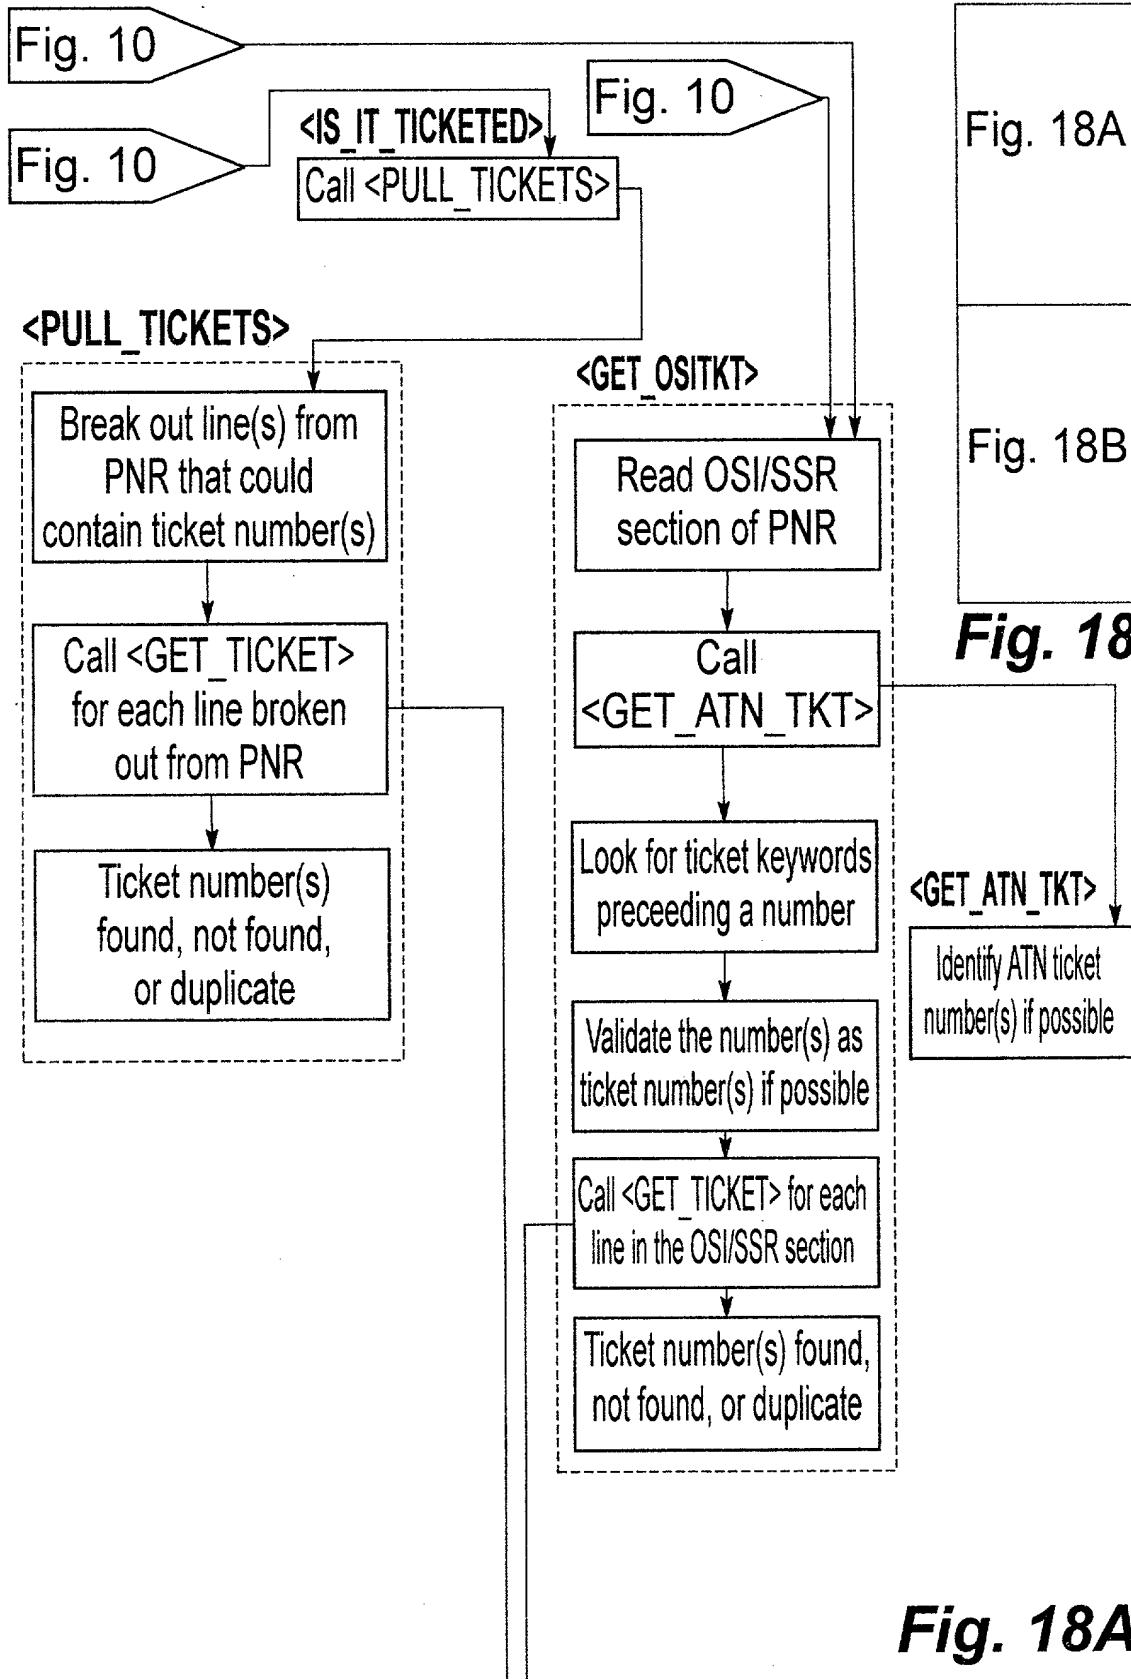 Fig. 10
Fig. 10
Fig. 10
<IS_IT_TICKETED>
Call <PULL_TICKETS>
<PULL_TICKETS>
Break out line(s) from
PNR that could
contain ticket number(s)
Call <GET_TICKET>
for each line broken
out from PNR
Ticket number(s)
found, not found,
or duplicate
<GET_OSITKT>
Read OSI/SSR
section of PNR
Call
<GET_ATN_TKT>
Look for ticket keywords
preceeding a number
Validate the number(s) as
ticket number(s) if possible
Call <GET_TICKET> for each
line in the OSI/SSR section
Ticket number(s) found,
not found, or duplicate
<GET_ATN_TKT>
Identify ATN ticket
number(s) if possible
Fig. 18A
Fig. 18B
Fig. 18
Fig. 18A